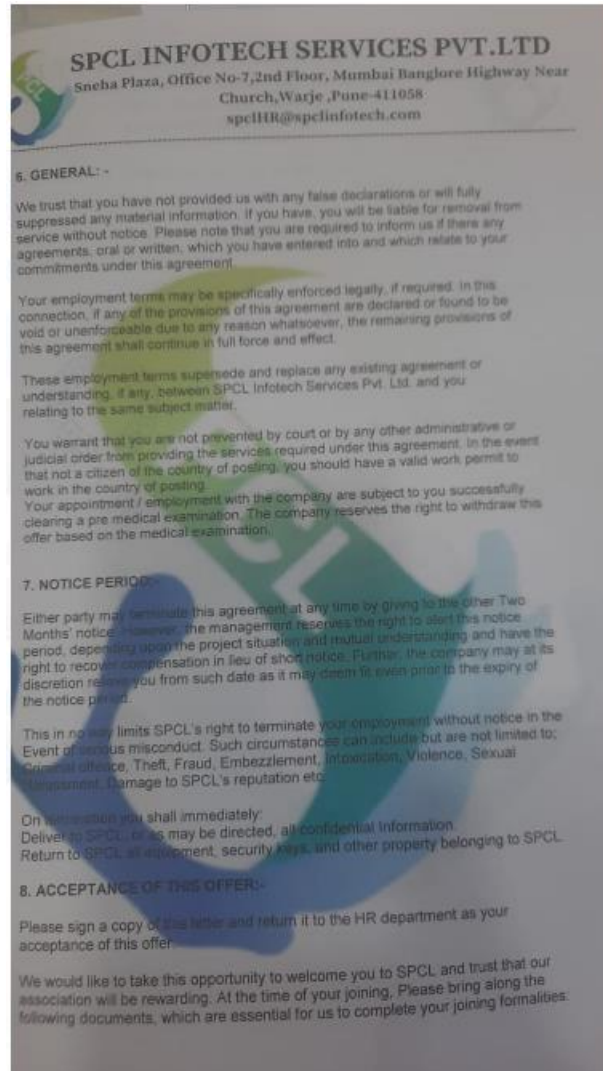 SPCL
SPCL INFOTECH SERVICES PVT.LTD
Sneha Plaza, Office No-7,2nd Floor, Mumbai Banglore Highway Near
Church,Warje ,Pune-411058
spclHR@spclinfotech.com
6. GENERAL: -
We trust that you have not provided us with any false declarations or will fully
suppressed any material information. If you have, you will be liable for removal from
service without notice. Please note that you are required to inform us if there any
agreements, oral or written, which you have entered into and which relate to your
commitments under this agreement.
Your employment terms may be specifically enforced legally, if required. In this
connection, if any of the provisions of this agreement are declared or found to be
void or unenforceable due to any reason whatsoever, the remaining provisions of
this agreement shall continue in full force and effect.
These employment terms supersede and replace any existing agreement or
understanding, if any, between SPCL Infotech Services Pvt. Ltd. and you
relating to the same subject matter.
You warrant that you are not prevented by court or by any other administrative or
judicial order from providing the services required under this agreement. In the event
that not a citizen of the country of posting, you should have a valid work permit to
work in the country of posting.
Your appointment / employment with the company are subject to you successfully
clearing a pre medical examination. The company reserves the right to withdraw this
offer based on the medical examination.
7. NOTICE PERIOD:-
Either party may terminate this agreement at any time by giving to the other Two
Months' notice. However, the management reserves the right to alert this notice
period, depending upon the project situation and mutual understanding and have the
right to recover compensation in lieu of short notice. Further, the company may at its
discretion relieve you from such date as it may deem fit even prior to the expiry of
the notice period.
This in no way limits SPCL's right to terminate your employment without notice in the
Event of serious misconduct. Such circumstances can include but are not limited to;
Criminal offence, Theft, Fraud, Embezzlement, Intoxication, Violence, Sexual
Harassment, Damage to SPCL's reputation etc.
On termination you shall immediately:
Deliver to SPCL, or as may be directed, all confidential Information.
Return to SPCL all equipment, security keys, and other property belonging to SPCL
8. ACCEPTANCE OF THIS OFFER:-
Please sign a copy of this letter and return it to the HR department as your
acceptance of this offer.
We would like to take this opportunity to welcome you to SPCL and trust that our
association will be rewarding. At the time of your joining, Please bring along the
following documents, which are essential for us to complete your joining formalities: